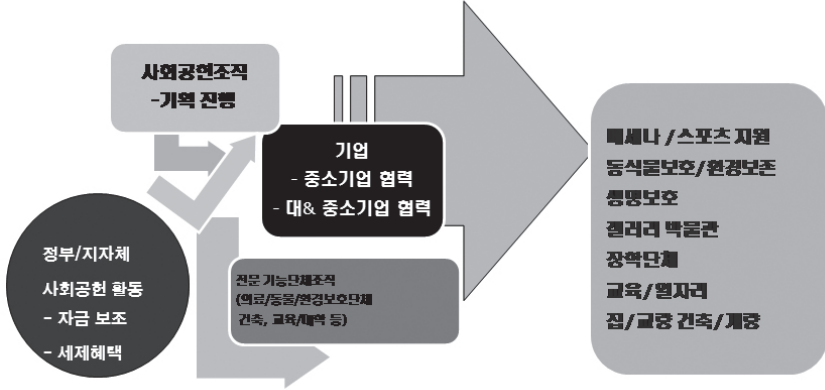 사회공헌조직
-기획 진행
기업
- 중소기업 협력
- 대& 중소기업 협력
정부/지자체
사회공헌 활동
- 자금 보조
- 세제혜택
전문 기능단체조직
(의료/동물/환경보호단체
건축, 교육/대학 등)
메세나 /스포츠 지원
동식물보호/환경보존
생명보호
갤러리 박물관
장학단체
교육/일자리
집/교량 건축/개량